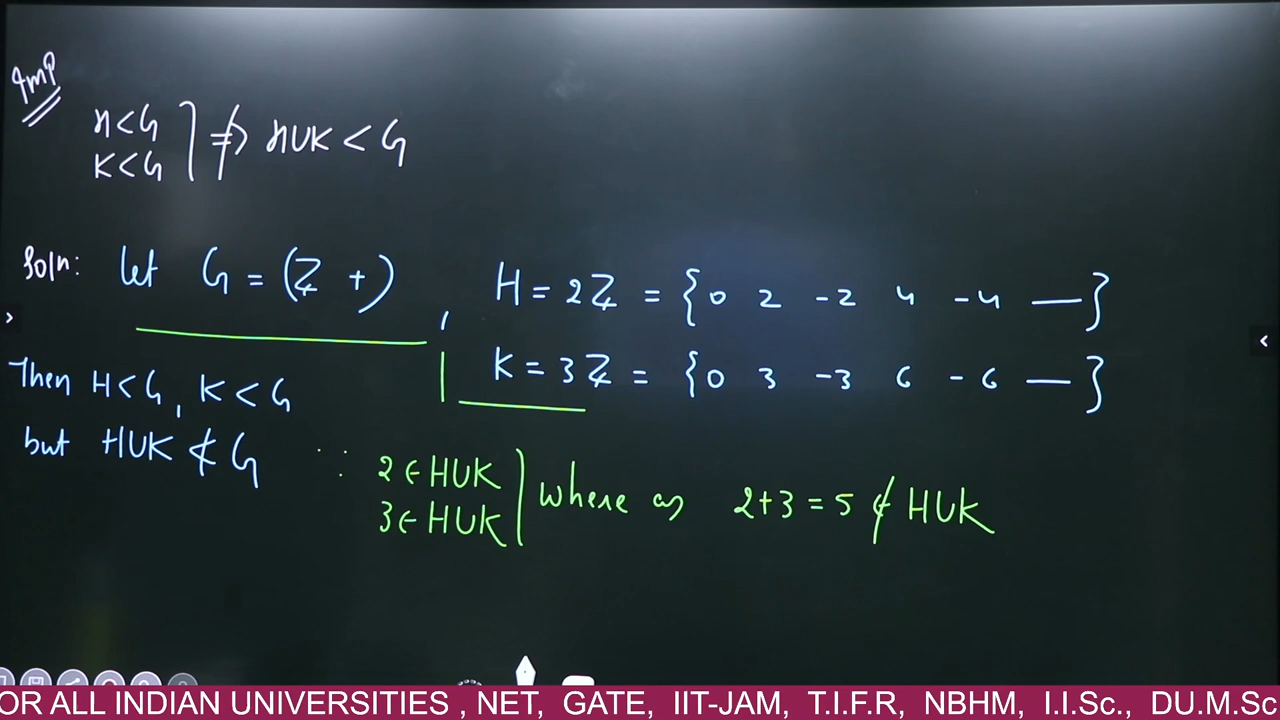 Imp
H<G
K<G ] ⇏ HUK < G
Soln: let G = (ℤ +) , H = 2ℤ = {0 2 -2 4 -4 —}
K = 3ℤ = {0 3 -3 6 -6 —}
Then H<G, K<G
but HUK ≮ G ∵ 2 ∈ HUK
3 ∈ HUK ] where as 2+3 = 5 ∉ HUK
OR ALL INDIAN UNIVERSITIES , NET, GATE, IIT-JAM, T.I.F.R, NBHM, I.I.Sc., DU.M.Sc